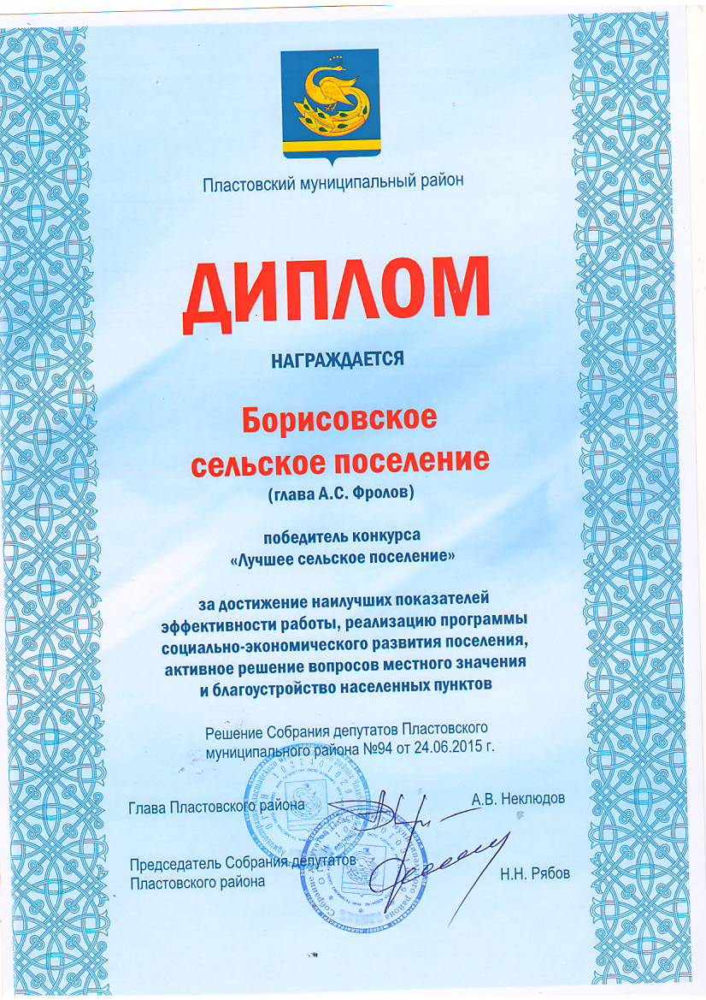 Пластовский муниципальный район
ДИПЛОМ
НАГРАЖДАЕТСЯ
Борисовское
сельское поселение
(глава А.С. Фролов)
победитель конкурса
«Лучшее сельское поселение»
за достижение наилучших показателей
эффективности работы, реализацию программы
социально-экономического развития поселения,
активное решение вопросов местного значения
и благоустройство населенных пунктов
Решение Собрания депутатов Пластовского
муниципального района №94 от 24.06.2015 г.
Глава Пластовского района А.В. Неклюдов
Председатель Собрания депутатов
Пластовского района Н.Н. Рябов